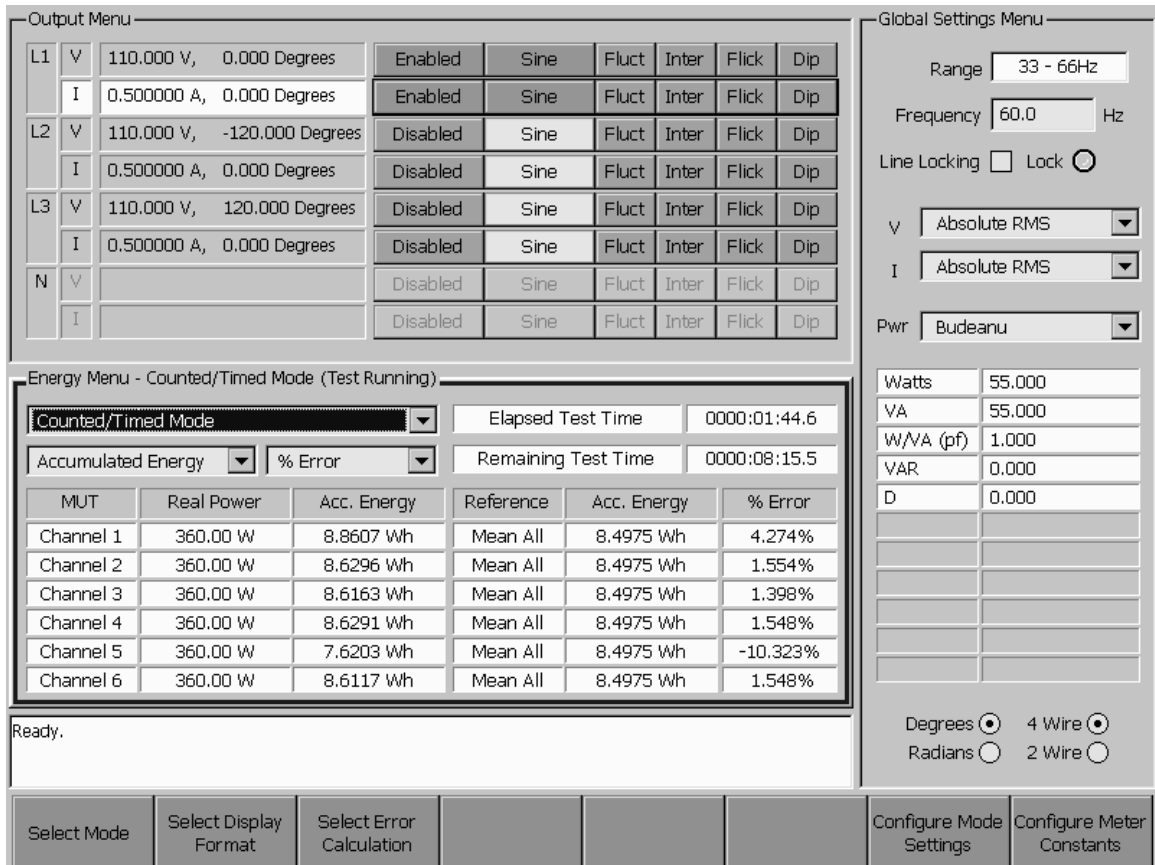 Output Menu
L1 V 110.000 V, 0.000 Degrees Enabled Sine Fluct Inter Flick Dip
I 0.500000 A, 0.000 Degrees Enabled Sine Fluct Inter Flick Dip
L2 V 110.000 V, -120.000 Degrees Disabled Sine Fluct Inter Flick Dip
I 0.500000 A, 0.000 Degrees Disabled Sine Fluct Inter Flick Dip
L3 V 110.000 V, 120.000 Degrees Disabled Sine Fluct Inter Flick Dip
I 0.500000 A, 0.000 Degrees Disabled Sine Fluct Inter Flick Dip
N V Disabled Sine Fluct Inter Flick Dip
I Disabled Sine Fluct Inter Flick Dip
Energy Menu - Counted/Timed Mode (Test Running)
Counted/Timed Mode Elapsed Test Time 0000:01:44.6
Accumulated Energy % Error Remaining Test Time 0000:08:15.5
MUT Real Power Acc. Energy Reference Acc. Energy % Error
Channel 1 360.00 W 8.8607 Wh Mean All 8.4975 Wh 4.274%
Channel 2 360.00 W 8.6296 Wh Mean All 8.4975 Wh 1.554%
Channel 3 360.00 W 8.6163 Wh Mean All 8.4975 Wh 1.398%
Channel 4 360.00 W 8.6291 Wh Mean All 8.4975 Wh 1.548%
Channel 5 360.00 W 7.6203 Wh Mean All 8.4975 Wh -10.323%
Channel 6 360.00 W 8.6117 Wh Mean All 8.4975 Wh 1.548%
Ready.
Global Settings Menu
Range 33 - 66Hz
Frequency 60.0 Hz
Line Locking Lock
V Absolute RMS
I Absolute RMS
Pwr Budeanu
Watts 55.000
VA 55.000
W/VA (pf) 1.000
VAR 0.000
D 0.000
Degrees 4 Wire
Radians 2 Wire
Select Mode
Select Display
Format
Select Error
Calculation
Configure Mode
Settings
Configure Meter
Constants